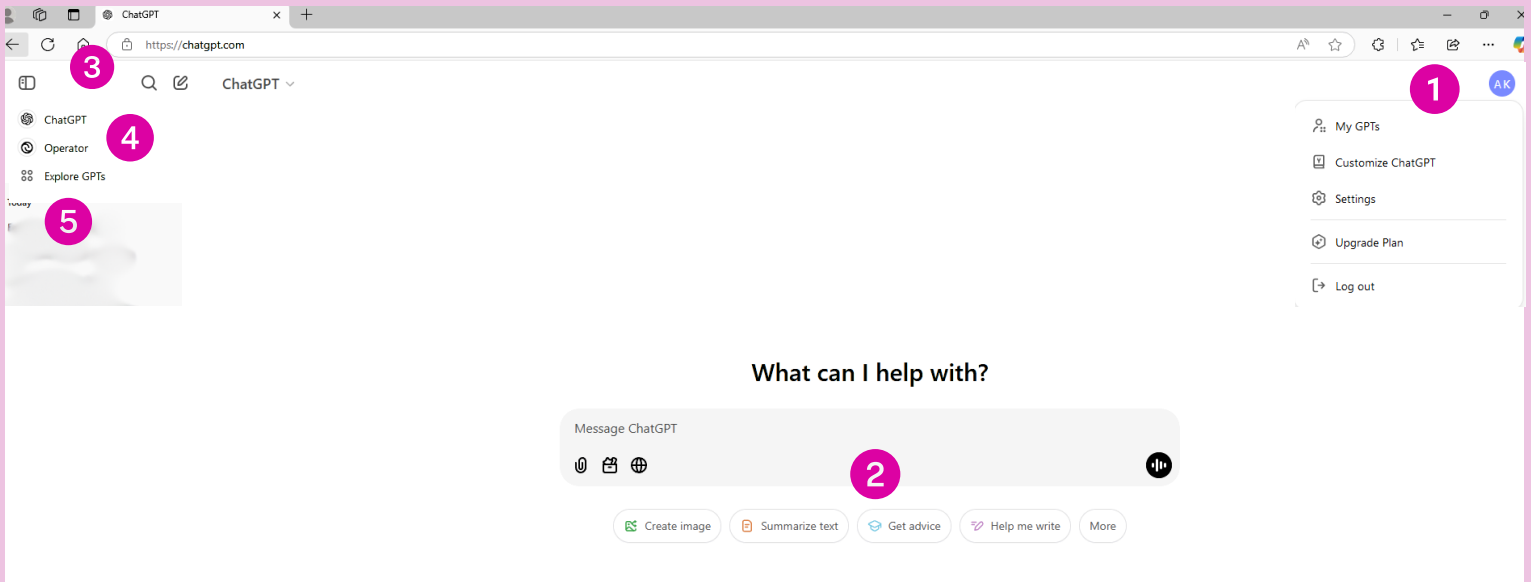 ChatGPT
https://chatgpt.com
3
1
ChatGPT
AK
ChatGPT
4
Operator
Explore GPTs
Today
5
My GPTs
Customize ChatGPT
Settings
Upgrade Plan
Log out
What can I help with?
Message ChatGPT
2
Create image
Summarize text
Get advice
Help me write
More